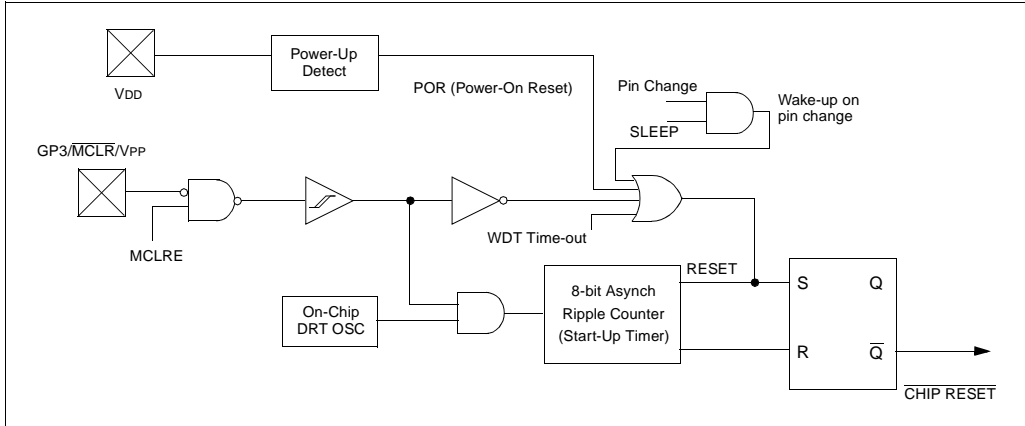 Power-Up
Detect
VDD
POR (Power-On Reset)
Pin Change
SLEEP
Wake-up on
pin change
GP3/MCLR/VPP
MCLRE
WDT Time-out
RESET
On-Chip
DRT OSC
8-bit Asynch
Ripple Counter
(Start-Up Timer)
S
Q
R
Q
CHIP RESET